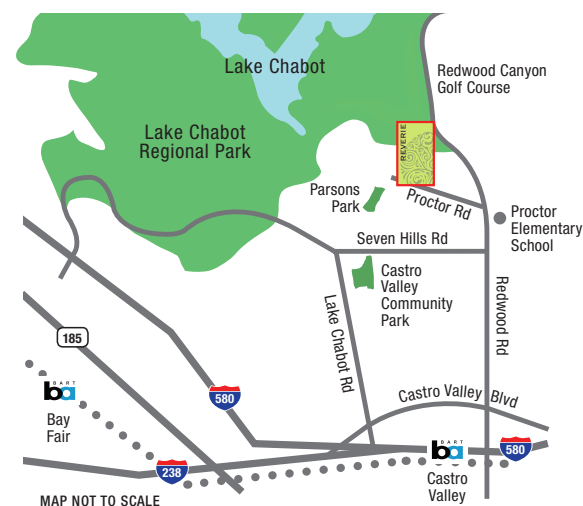 Lake Chabot
Redwood Canyon
Golf Course
Lake Chabot
Regional Park
REVERIE
Parsons
Park
Proctor Rd
Proctor
Elementary
School
Seven Hills Rd
Castro
Valley
Community
Park
Lake Chabot Rd
Redwood Rd
185
BART
ba
Bay
Fair
580
Castro Valley Blvd
BART
ba
580
Castro
Valley
238
MAP NOT TO SCALE